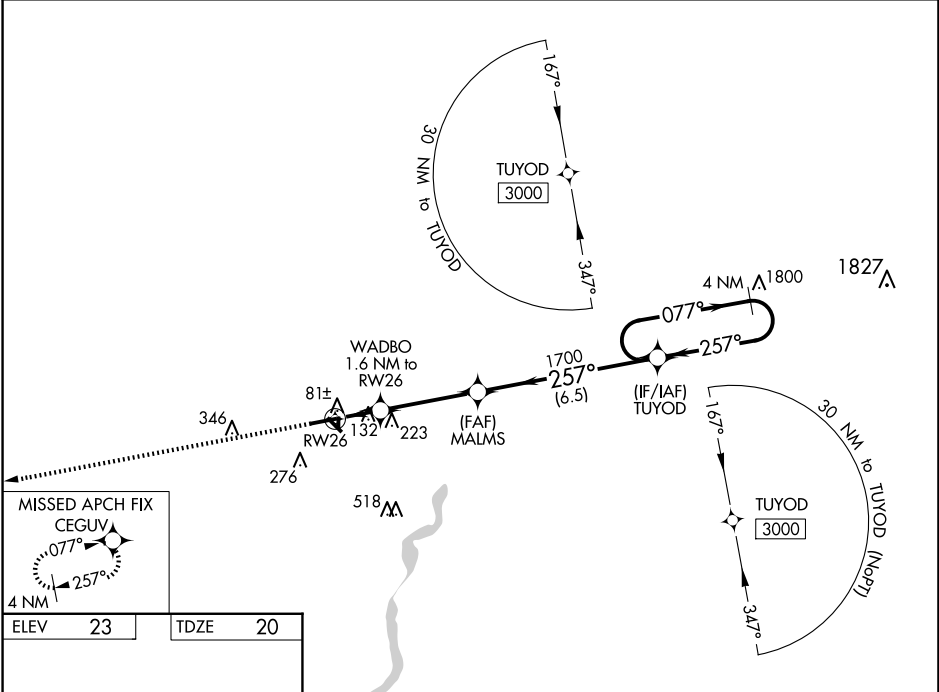 167°
30 NM to TUYOD
TUYOD
3000
347°
4 NM
1800
1827
077°
257°
WADBO
1.6 NM to
RW26
1700
257°
(6.5)
(IF/IAF)
TUYOD
81±
(FAF)
MALMS
346
RW26
132
223
276
518
167°
30 NM to TUYOD (NoPT)
TUYOD
3000
347°
MISSED APCH FIX
CEGUV
077°
257°
4 NM
ELEV 23
TDZE 20